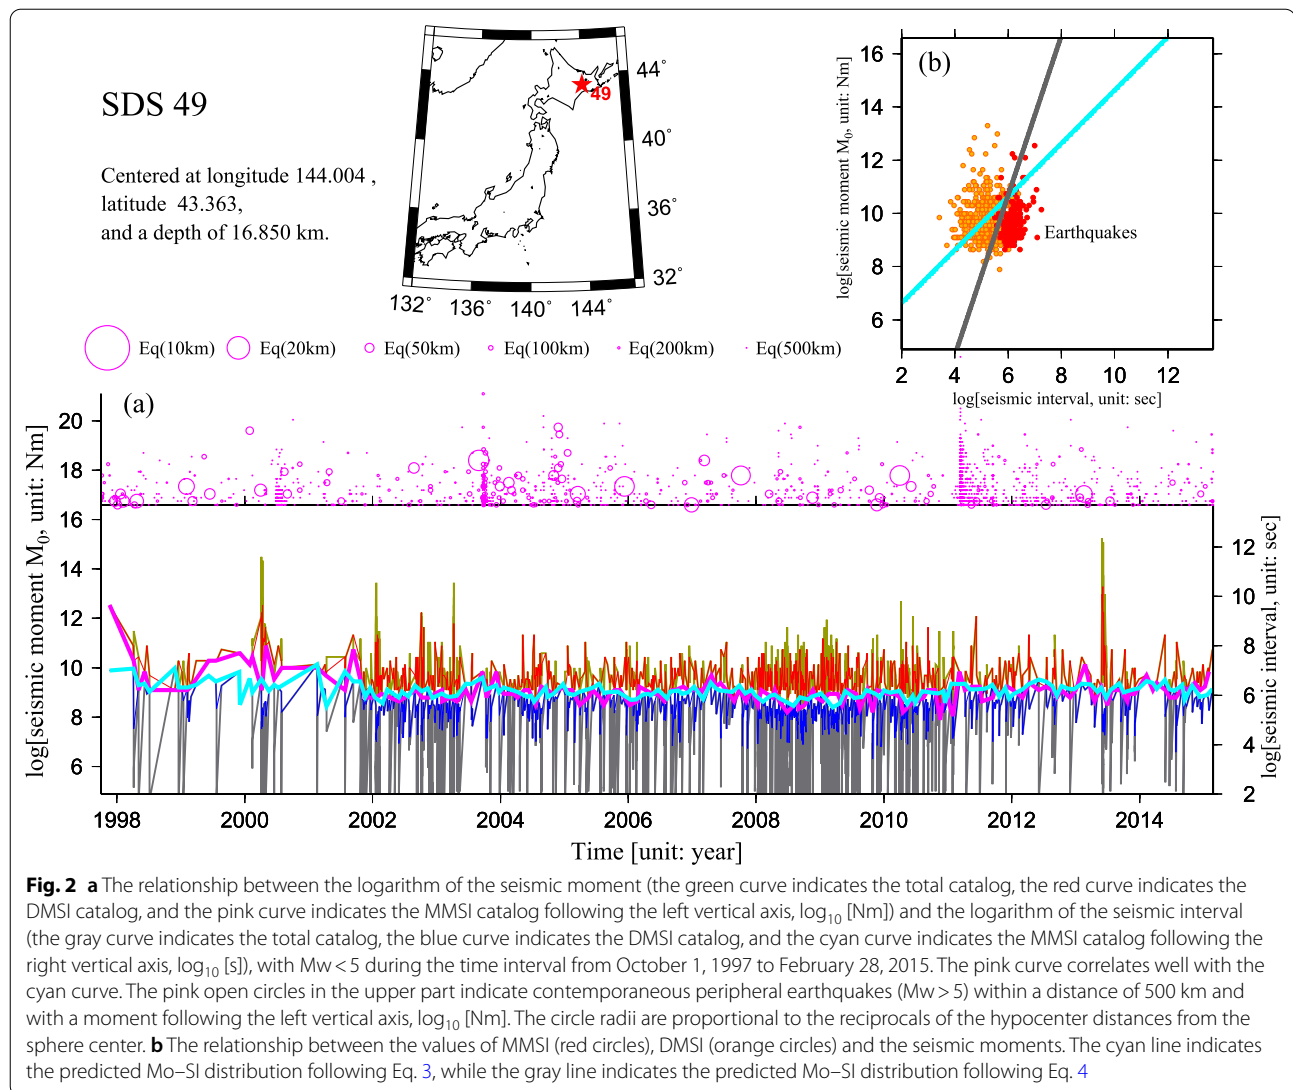 SDS 49
Centered at longitude 144.004 ,
latitude 43.363,
and a depth of 16.850 km.
49
44°
40°
36°
32°
132° 136° 140° 144°
(b)
log[seismic moment M0, unit: Nm]
16
14
12
10
8
6
Earthquakes
2 4 6 8 10 12
log[seismic interval, unit: sec]
Eq(10km) Eq(20km) Eq(50km) Eq(100km) Eq(200km) Eq(500km)
(a)
log[seismic moment M0, unit: Nm]
20
18
16
14
12
10
8
6
log[seismic interval, unit: sec]
12
10
8
6
4
2
1998 2000 2002 2004 2006 2008 2010 2012 2014
Time [unit: year]
Fig. 2 a The relationship between the logarithm of the seismic moment (the green curve indicates the total catalog, the red curve indicates the
DMSI catalog, and the pink curve indicates the MMSI catalog following the left vertical axis, log10 [Nm]) and the logarithm of the seismic interval
(the gray curve indicates the total catalog, the blue curve indicates the DMSI catalog, and the cyan curve indicates the MMSI catalog following the
right vertical axis, log10 [s]), with Mw < 5 during the time interval from October 1, 1997 to February 28, 2015. The pink curve correlates well with the
cyan curve. The pink open circles in the upper part indicate contemporaneous peripheral earthquakes (Mw > 5) within a distance of 500 km and
with a moment following the left vertical axis, log10 [Nm]. The circle radii are proportional to the reciprocals of the hypocenter distances from the
sphere center. b The relationship between the values of MMSI (red circles), DMSI (orange circles) and the seismic moments. The cyan line indicates
the predicted Mo–SI distribution following Eq. 3, while the gray line indicates the predicted Mo–SI distribution following Eq. 4